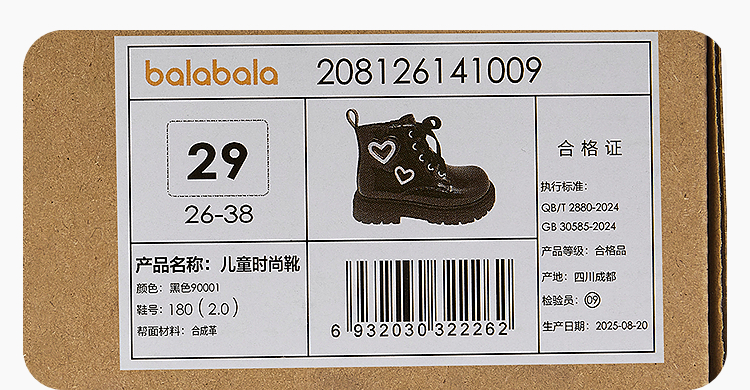 balabala 208126141009
29
26-38
合格证
执行标准：
QB/T 2880-2024
GB 30585-2024
产品等级：合格品
产地：四川成都
检验员：09
生产日期：2025-08-20
产品名称：儿童时尚靴
颜色：黑色90001
鞋号：180（2.0）
帮面材料：合成革
6 932030 322262